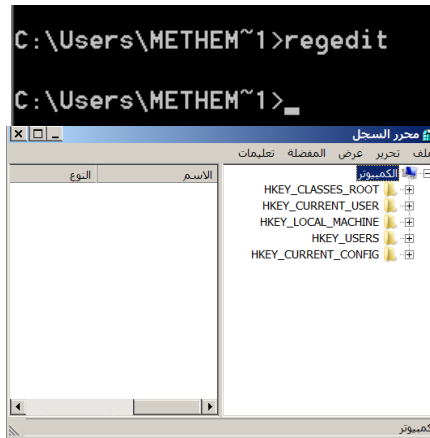 C:\Users\METHEM~1>regedit
C:\Users\METHEM~1>_
محرر السجل
ملف تحرير عرض المفضلة تعليمات
الاسم النوع
الكمبيوتر
HKEY_CLASSES_ROOT
HKEY_CURRENT_USER
HKEY_LOCAL_MACHINE
HKEY_USERS
HKEY_CURRENT_CONFIG
كمبيوتر